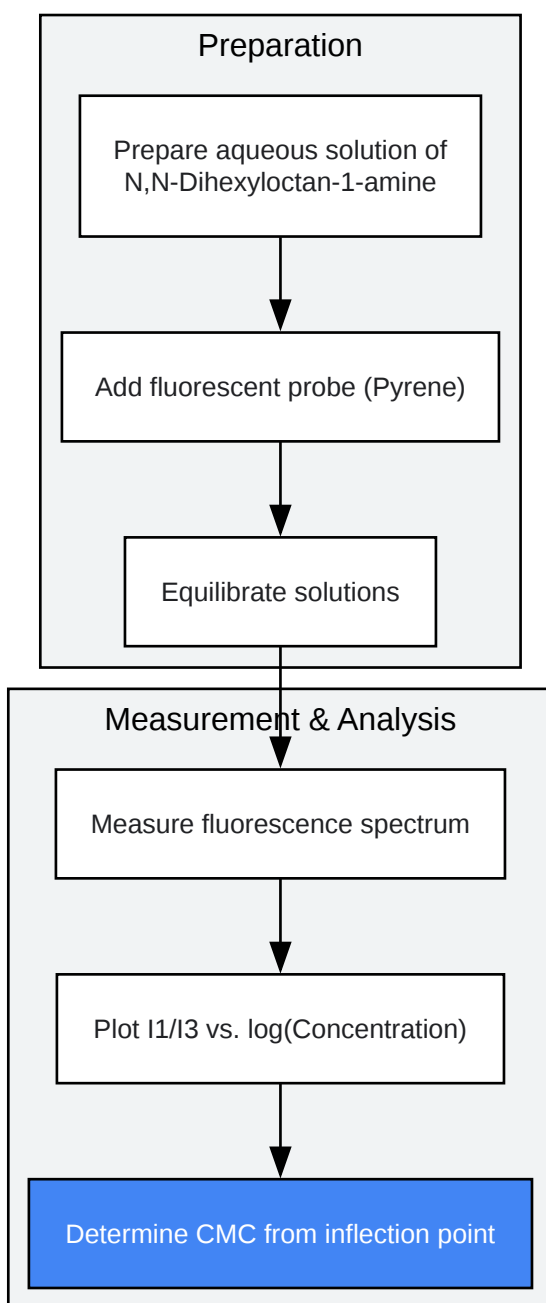 Preparation
Prepare aqueous solution of
N,N-Dihexyloctan-1-amine
Add fluorescent probe (Pyrene)
Equilibrate solutions
Measurement & Analysis
Measure fluorescence spectrum
Plot I1/I3 vs. log(Concentration)
Determine CMC from inflection point